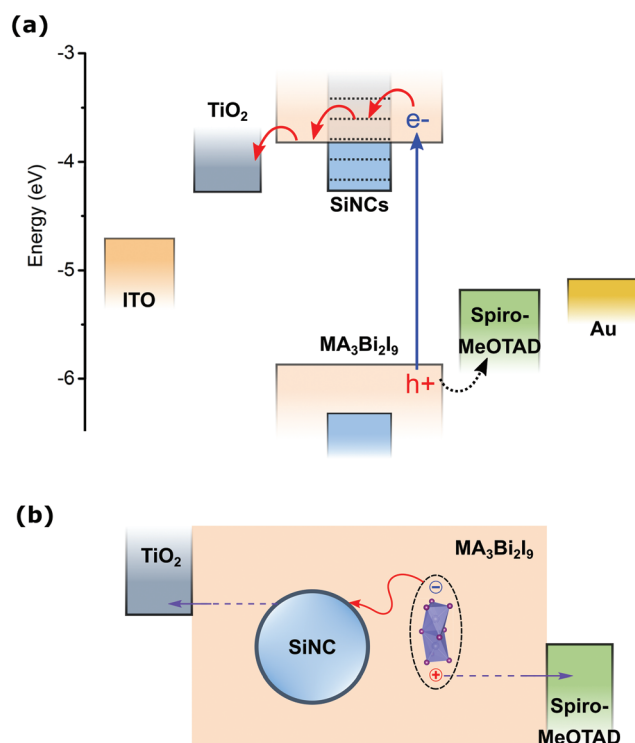 (a)
-3
TiO₂
e-
-4
SiNCs
Energy (eV)
-5
ITO
Spiro-
MeOTAD
Au
MA₃Bi₂I₉
h+
-6
(b)
TiO₂
MA₃Bi₂I₉
−
SiNC
+
Spiro-
MeOTAD